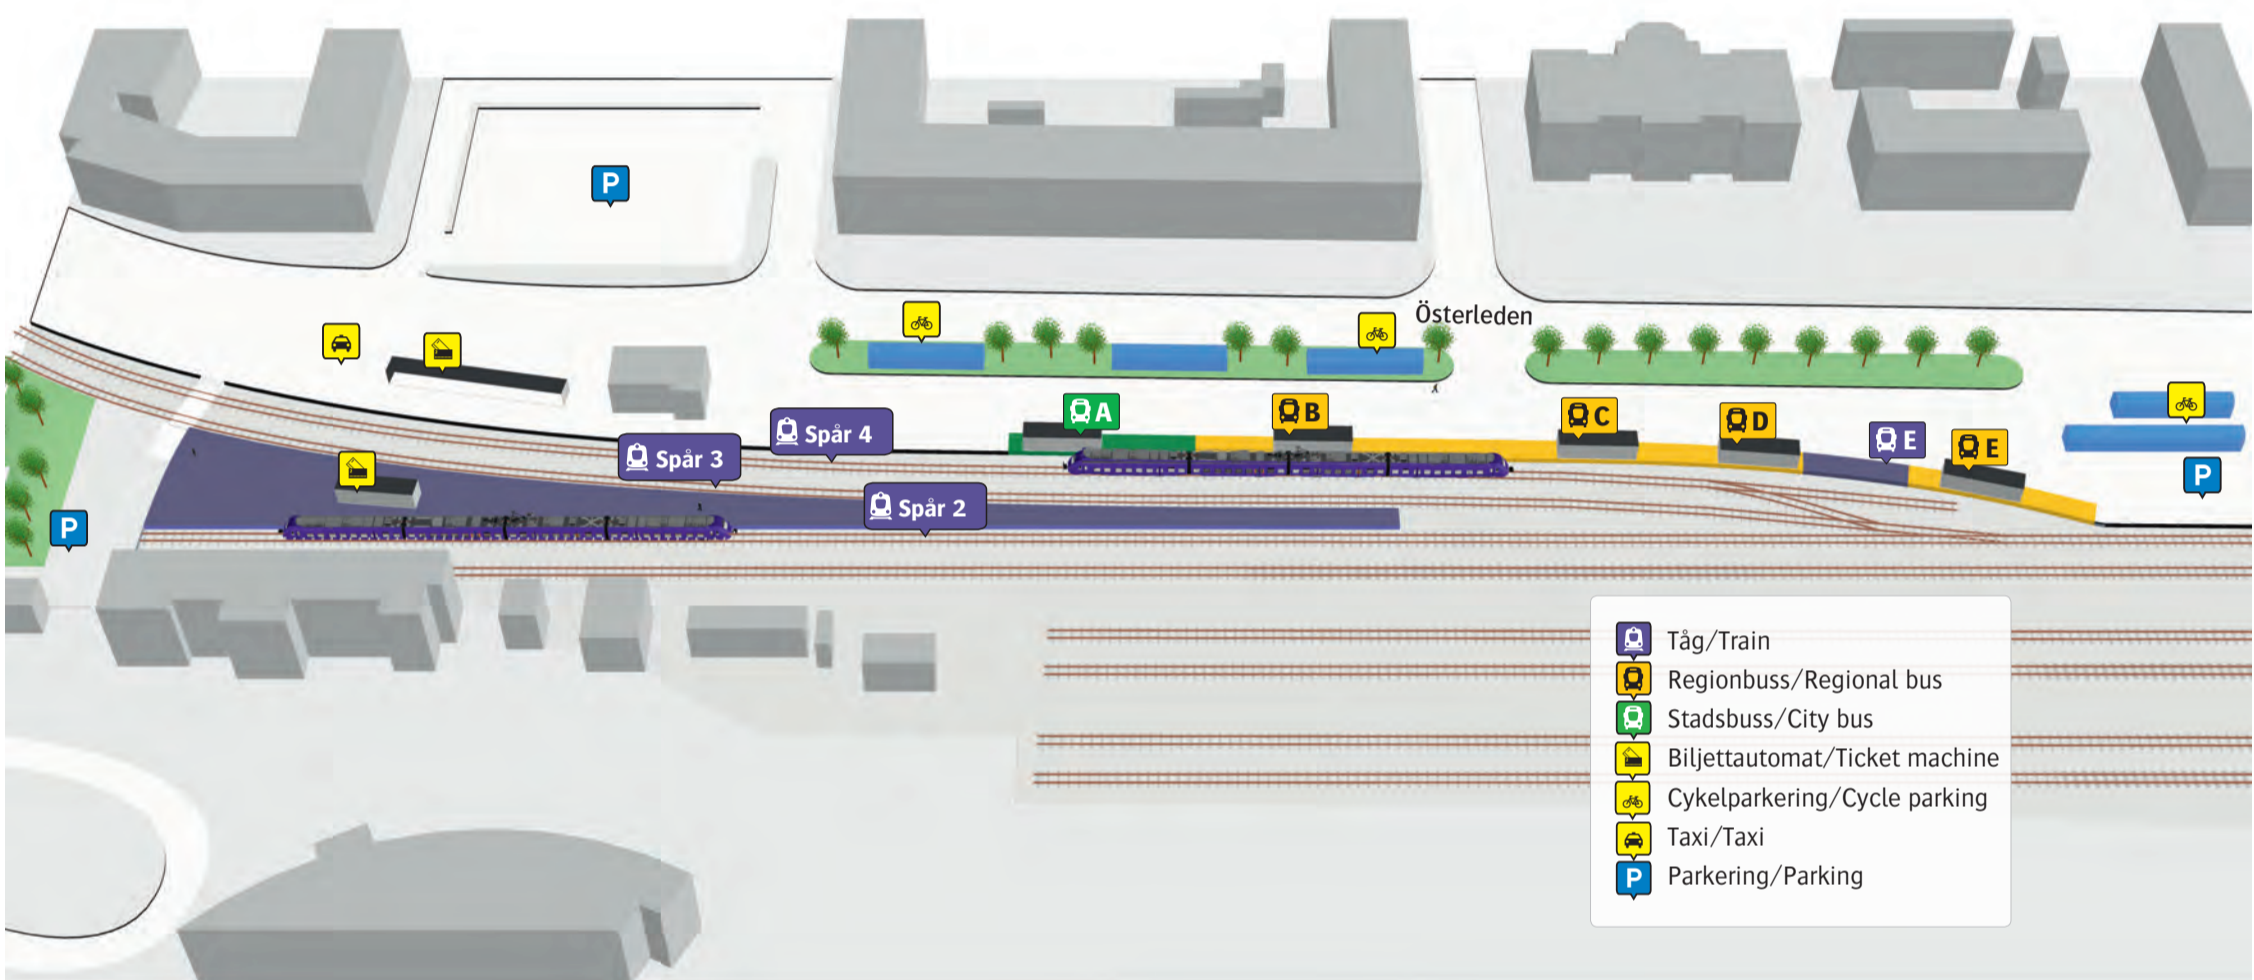 P
Österleden
A
B
C
D
E
E
Spår 4
Spår 3
Spår 2
P
P
Tåg/Train
Regionbuss/Regional bus
Stadsbuss/City bus
Biljettautomat/Ticket machine
Cykelparkering/Cycle parking
Taxi/Taxi
P Parkering/Parking